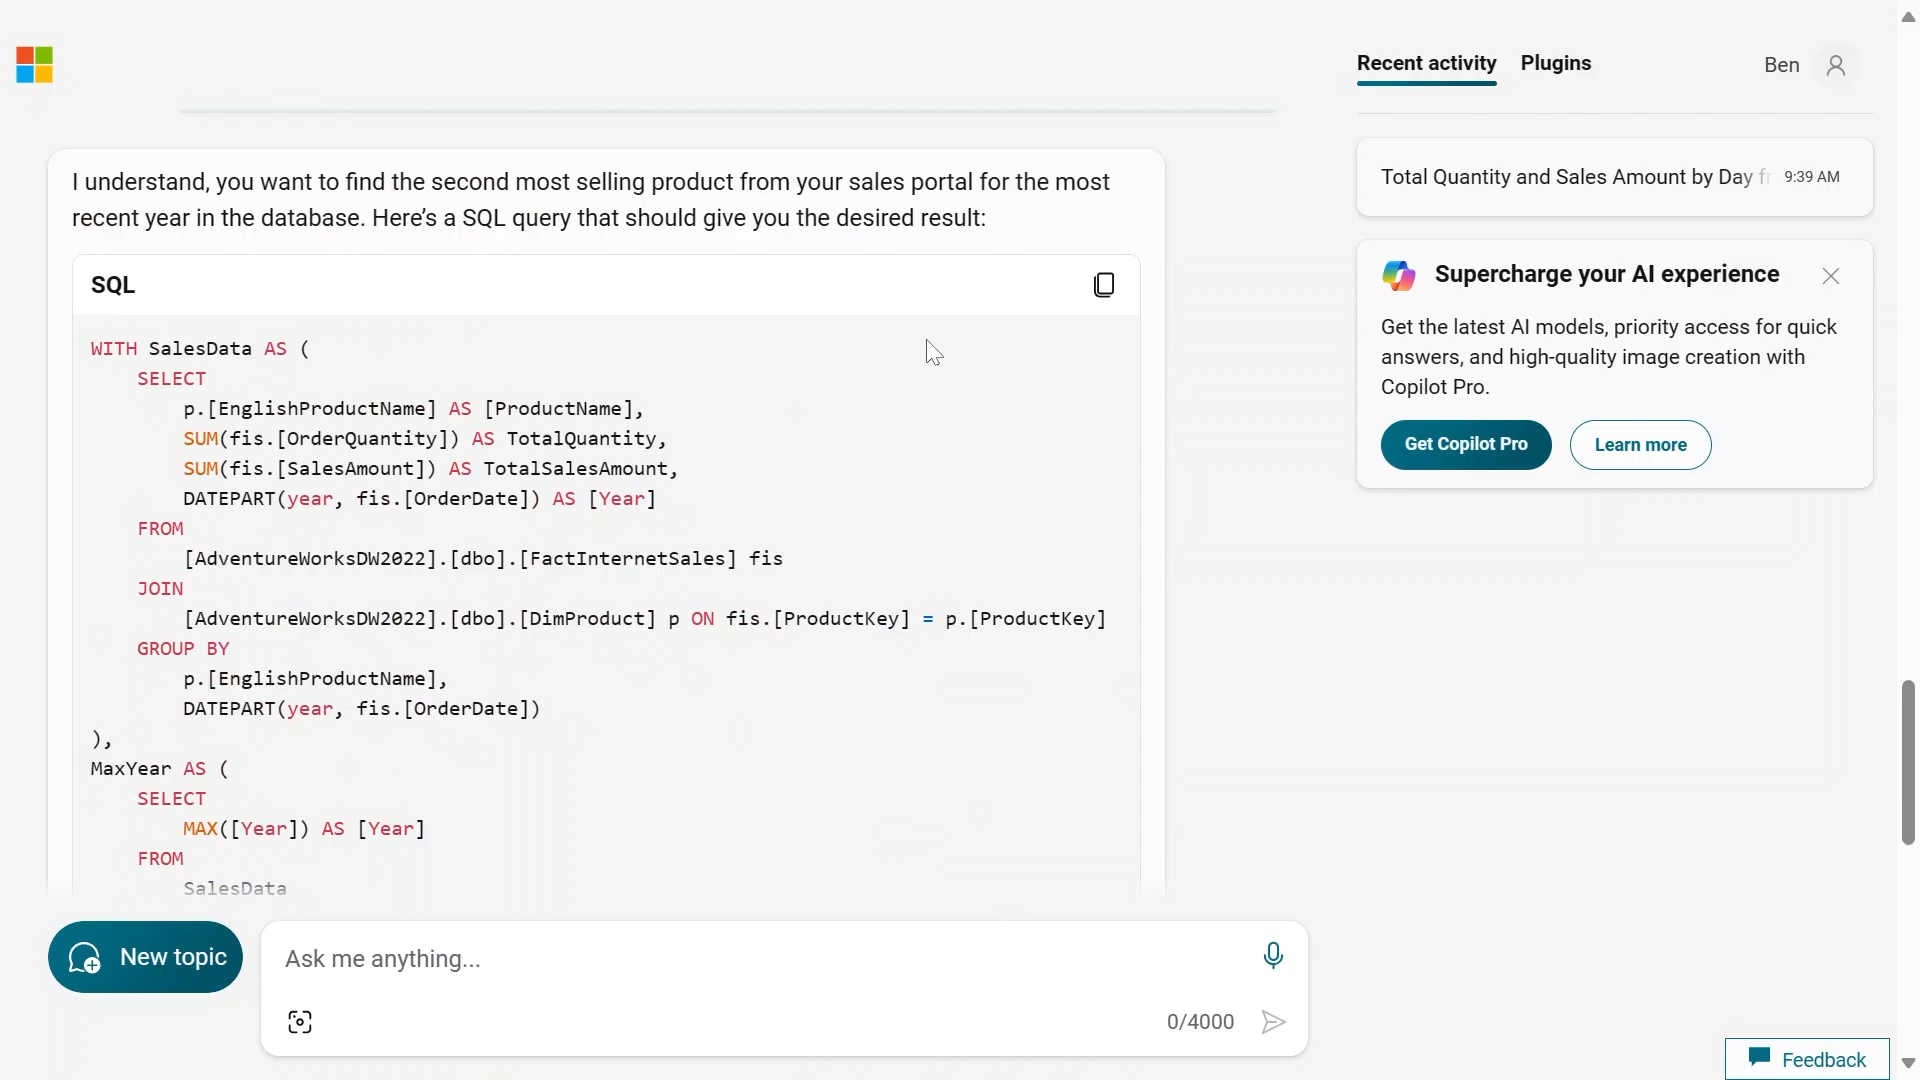 Recent activity Plugins Ben
I understand, you want to find the second most selling product from your sales portal for the most
recent year in the database. Here’s a SQL query that should give you the desired result:
SQL
WITH SalesData AS (
    SELECT
        p.[EnglishProductName] AS [ProductName],
        SUM(fis.[OrderQuantity]) AS TotalQuantity,
        SUM(fis.[SalesAmount]) AS TotalSalesAmount,
        DATEPART(year, fis.[OrderDate]) AS [Year]
    FROM
        [AdventureWorksDW2022].[dbo].[FactInternetSales] fis
    JOIN
        [AdventureWorksDW2022].[dbo].[DimProduct] p ON fis.[ProductKey] = p.[ProductKey]
    GROUP BY
        p.[EnglishProductName],
        DATEPART(year, fis.[OrderDate])
),
MaxYear AS (
    SELECT
        MAX([Year]) AS [Year]
    FROM
        SalesData
Total Quantity and Sales Amount by Day 9:39 AM
Supercharge your AI experience
Get the latest AI models, priority access for quick
answers, and high-quality image creation with
Copilot Pro.
Get Copilot Pro Learn more
New topic
Ask me anything...
0/4000
Feedback